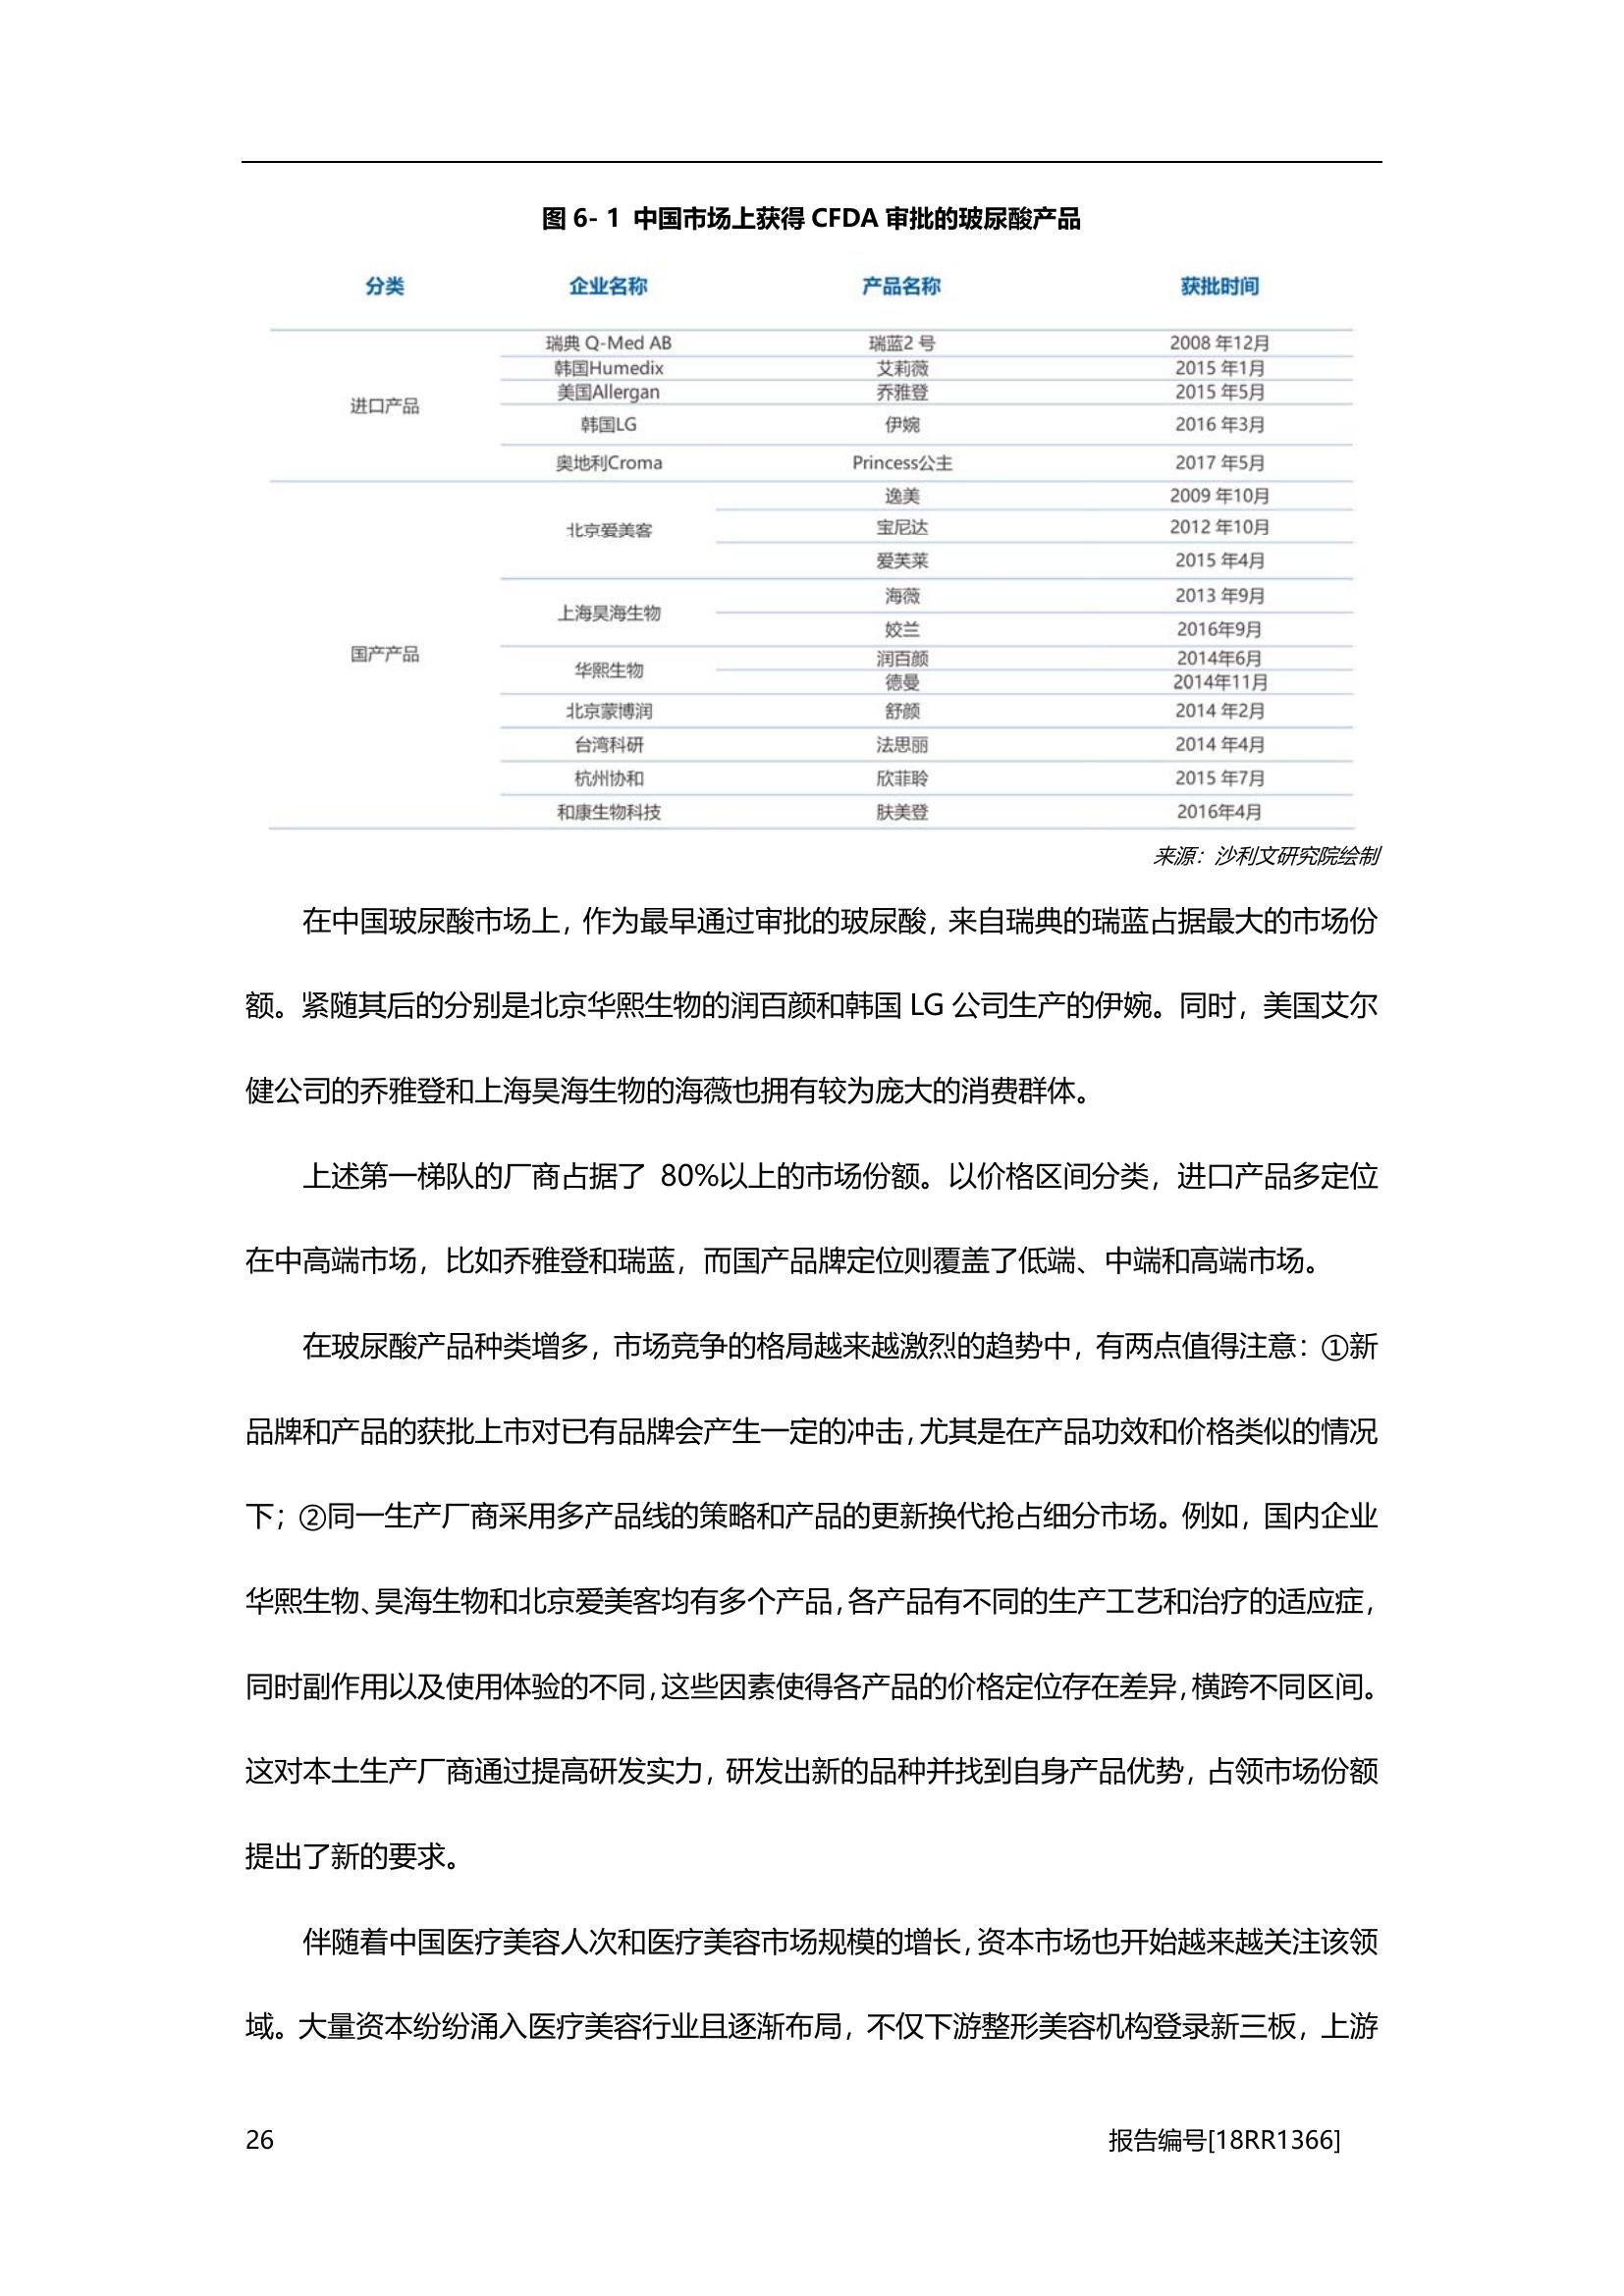 图 6- 1 中国市场上获得 CFDA 审批的玻尿酸产品
分类 企业名称 产品名称 获批时间
进口产品
瑞典 Q-Med AB 瑞蓝2 号 2008 年12月
韩国Humedix 艾莉薇 2015 年1月
美国Allergan 乔雅登 2015 年5月
韩国LG 伊婉 2016 年3月
奥地利Croma Princess公主 2017 年5月
国产产品
北京爱美客
逸美 2009 年10月
宝尼达 2012 年10月
爱芙莱 2015 年4月
上海昊海生物
海薇 2013 年9月
姣兰 2016年9月
华熙生物
润百颜 2014年6月
德曼 2014年11月
北京蒙博润 舒颜 2014 年2月
台湾科研 法思丽 2014 年4月
杭州协和 欣菲聆 2015 年7月
和康生物科技 肤美登 2016年4月
来源：沙利文研究院绘制
在中国玻尿酸市场上，作为最早通过审批的玻尿酸，来自瑞典的瑞蓝占据最大的市场份
额。紧随其后的分别是北京华熙生物的润百颜和韩国 LG 公司生产的伊婉。同时，美国艾尔
健公司的乔雅登和上海昊海生物的海薇也拥有较为庞大的消费群体。
上述第一梯队的厂商占据了 80%以上的市场份额。以价格区间分类，进口产品多定位
在中高端市场，比如乔雅登和瑞蓝，而国产品牌定位则覆盖了低端、中端和高端市场。
在玻尿酸产品种类增多，市场竞争的格局越来越激烈的趋势中，有两点值得注意：①新
品牌和产品的获批上市对已有品牌会产生一定的冲击，尤其是在产品功效和价格类似的情况
下；②同一生产厂商采用多产品线的策略和产品的更新换代抢占细分市场。例如，国内企业
华熙生物、昊海生物和北京爱美客均有多个产品，各产品有不同的生产工艺和治疗的适应症，
同时副作用以及使用体验的不同，这些因素使得各产品的价格定位存在差异，横跨不同区间。
这对本土生产厂商通过提高研发实力，研发出新的品种并找到自身产品优势，占领市场份额
提出了新的要求。
伴随着中国医疗美容人次和医疗美容市场规模的增长，资本市场也开始越来越关注该领
域。大量资本纷纷涌入医疗美容行业且逐渐布局，不仅下游整形美容机构登录新三板，上游
26 报告编号[18RR1366]